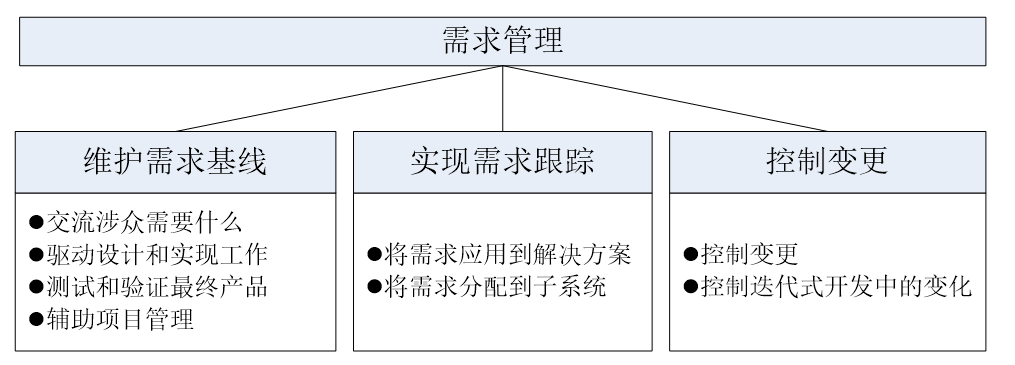 需求管理
维护需求基线
●交流涉众需要什么
●驱动设计和实现工作
●测试和验证最终产品
●辅助项目管理
实现需求跟踪
●将需求应用到解决方案
●将需求分配到子系统
控制变更
●控制变更
●控制迭代式开发中的变化